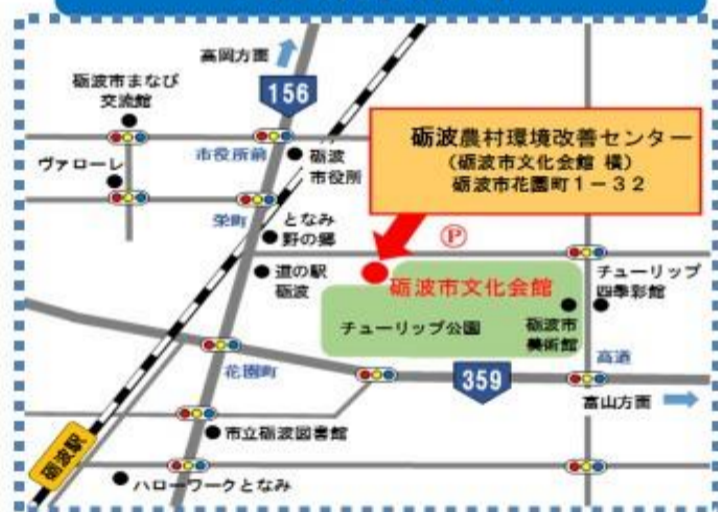 高岡方面
156
砺波市まなび
交流館
砺波農村環境改善センター
(砺波市文化会館 横)
砺波市花園町1-32
市役所前
砺波
市役所
ヴァローレ
栄町
となみ
野の郷
P
道の駅
砺波
砺波市文化会館
チューリップ
四季彩館
チューリップ公園
砺波市
美術館
花園町
359
高道
富山方面
市立砺波図書館
砺波駅
ハローワークとなみ